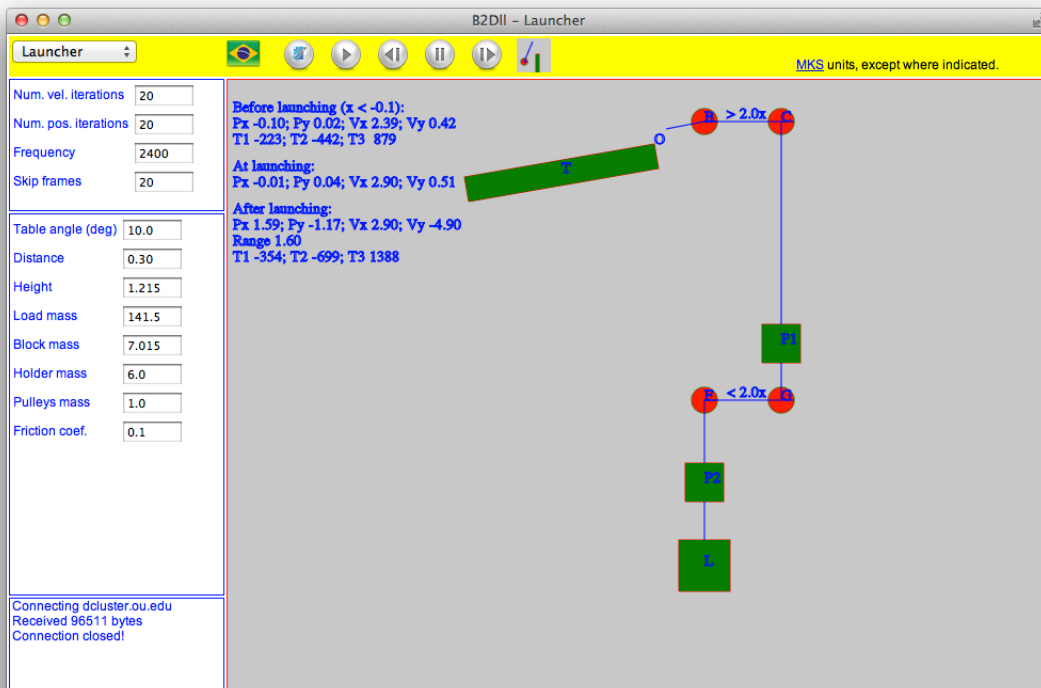 B2Dll - Launcher
Launcher
MKS units, except where indicated.
Num. vel. iterations 20
Num. pos. iterations 20
Frequency 2400
Skip frames 20
Table angle (deg) 10.0
Distance 0.30
Height 1.215
Load mass 141.5
Block mass 7.015
Holder mass 6.0
Pulleys mass 1.0
Friction coef. 0.1
Connecting dcluster.ou.edu
Received 96511 bytes
Connection closed!
Before launching (x < -0.1):
Px -0.10; Py 0.02; Vx 2.39; Vy 0.42
T1 -223; T2 -442; T3 879
At launching:
Px -0.01; Py 0.04; Vx 2.90; Vy 0.51
After launching:
Px 1.59; Py -1.17; Vx 2.90; Vy -4.90
Range 1.60
T1 -354; T2 -699; T3 1388
B > 2.0x C
O
T
P1
F < 2.0x G
P2
L